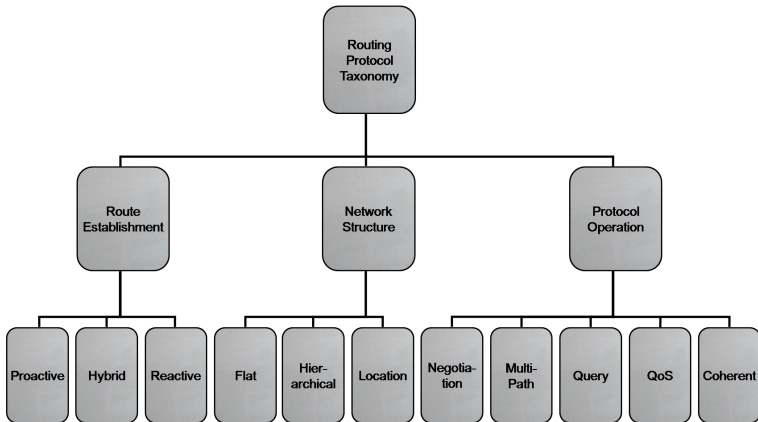 Routing
Protocol
Taxonomy
Route
Establishment
Network
Structure
Protocol
Operation
Proactive
Hybrid
Reactive
Flat
Hier-
archical
Location
Negotia-
tion
Multi-
Path
Query
QoS
Coherent